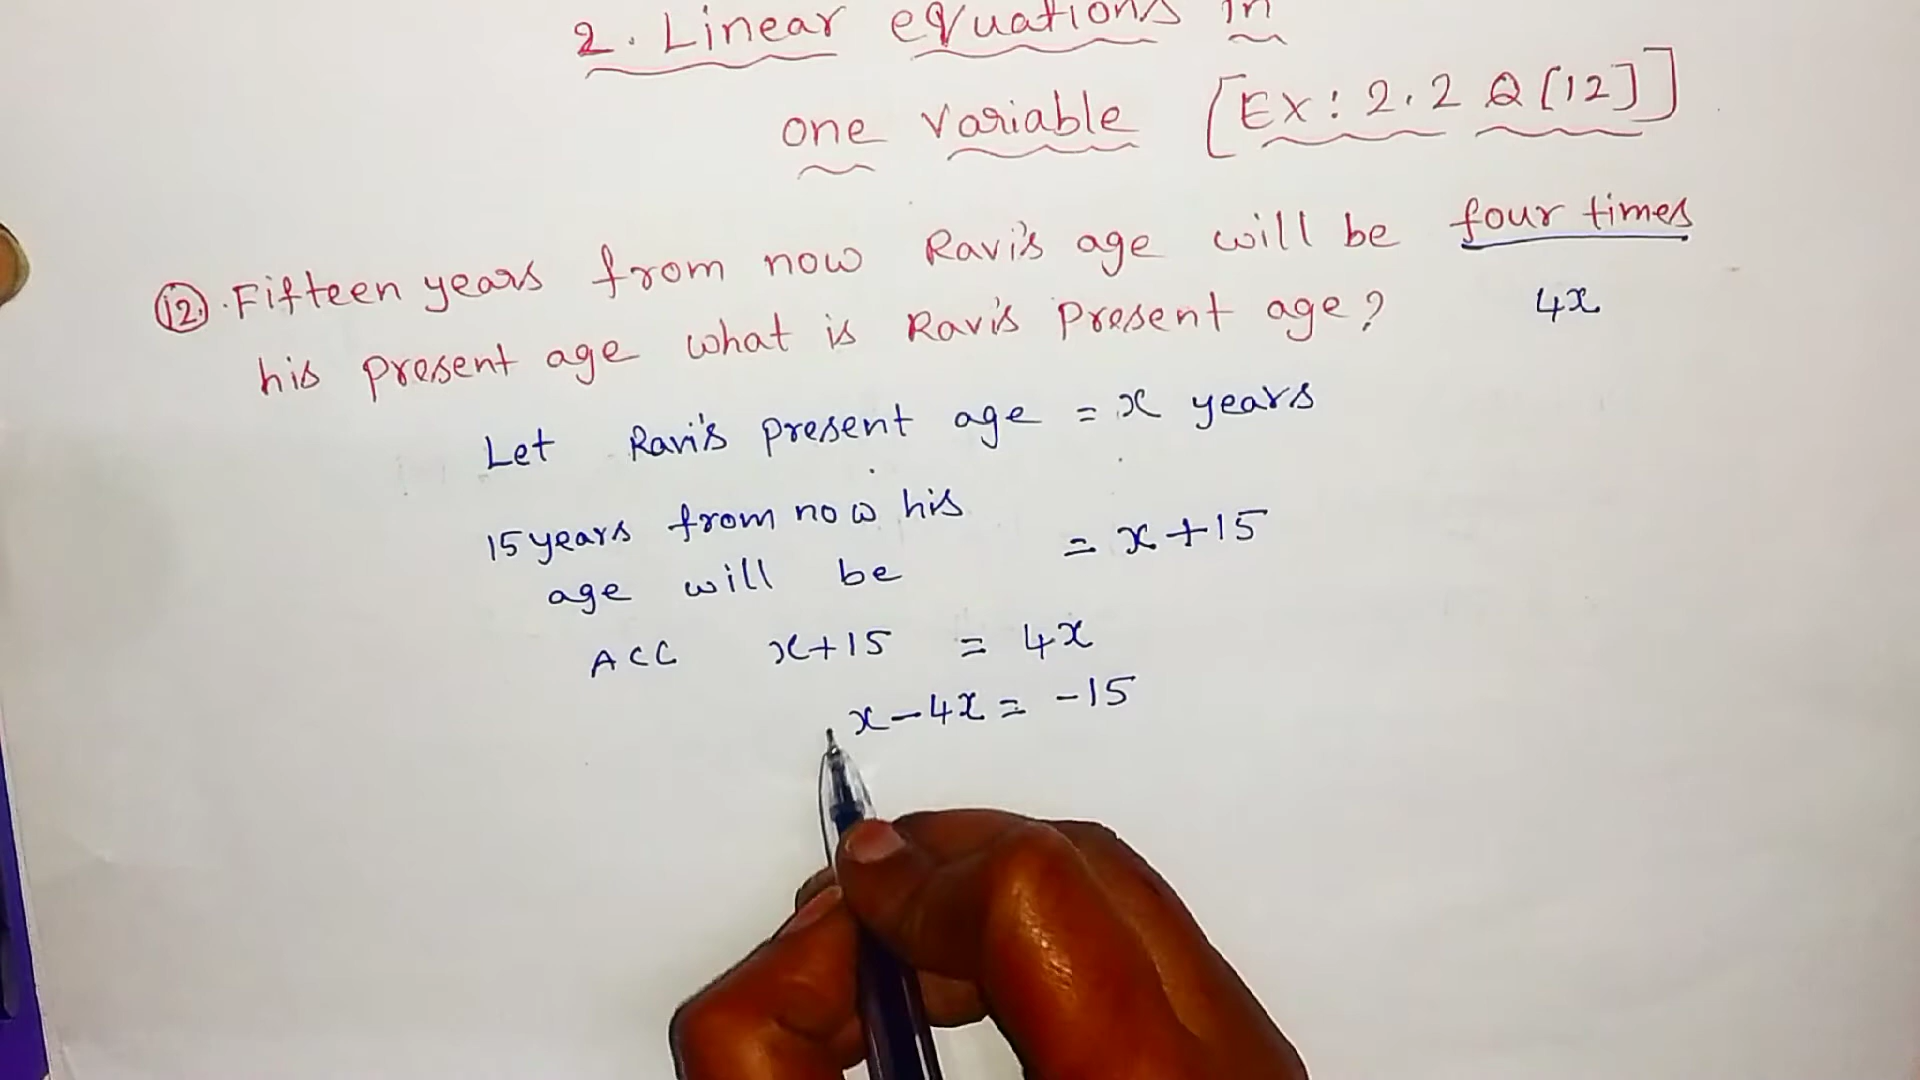 2. Linear equations in
one variable [Ex: 2.2 Q[12]]
12. Fifteen years from now Ravi's age will be four times
his present age what is Ravi's present age? 4x
Let Ravi's present age = x years
15 years from now his
age will be = x+15
ACC x+15 = 4x
x-4x = -15